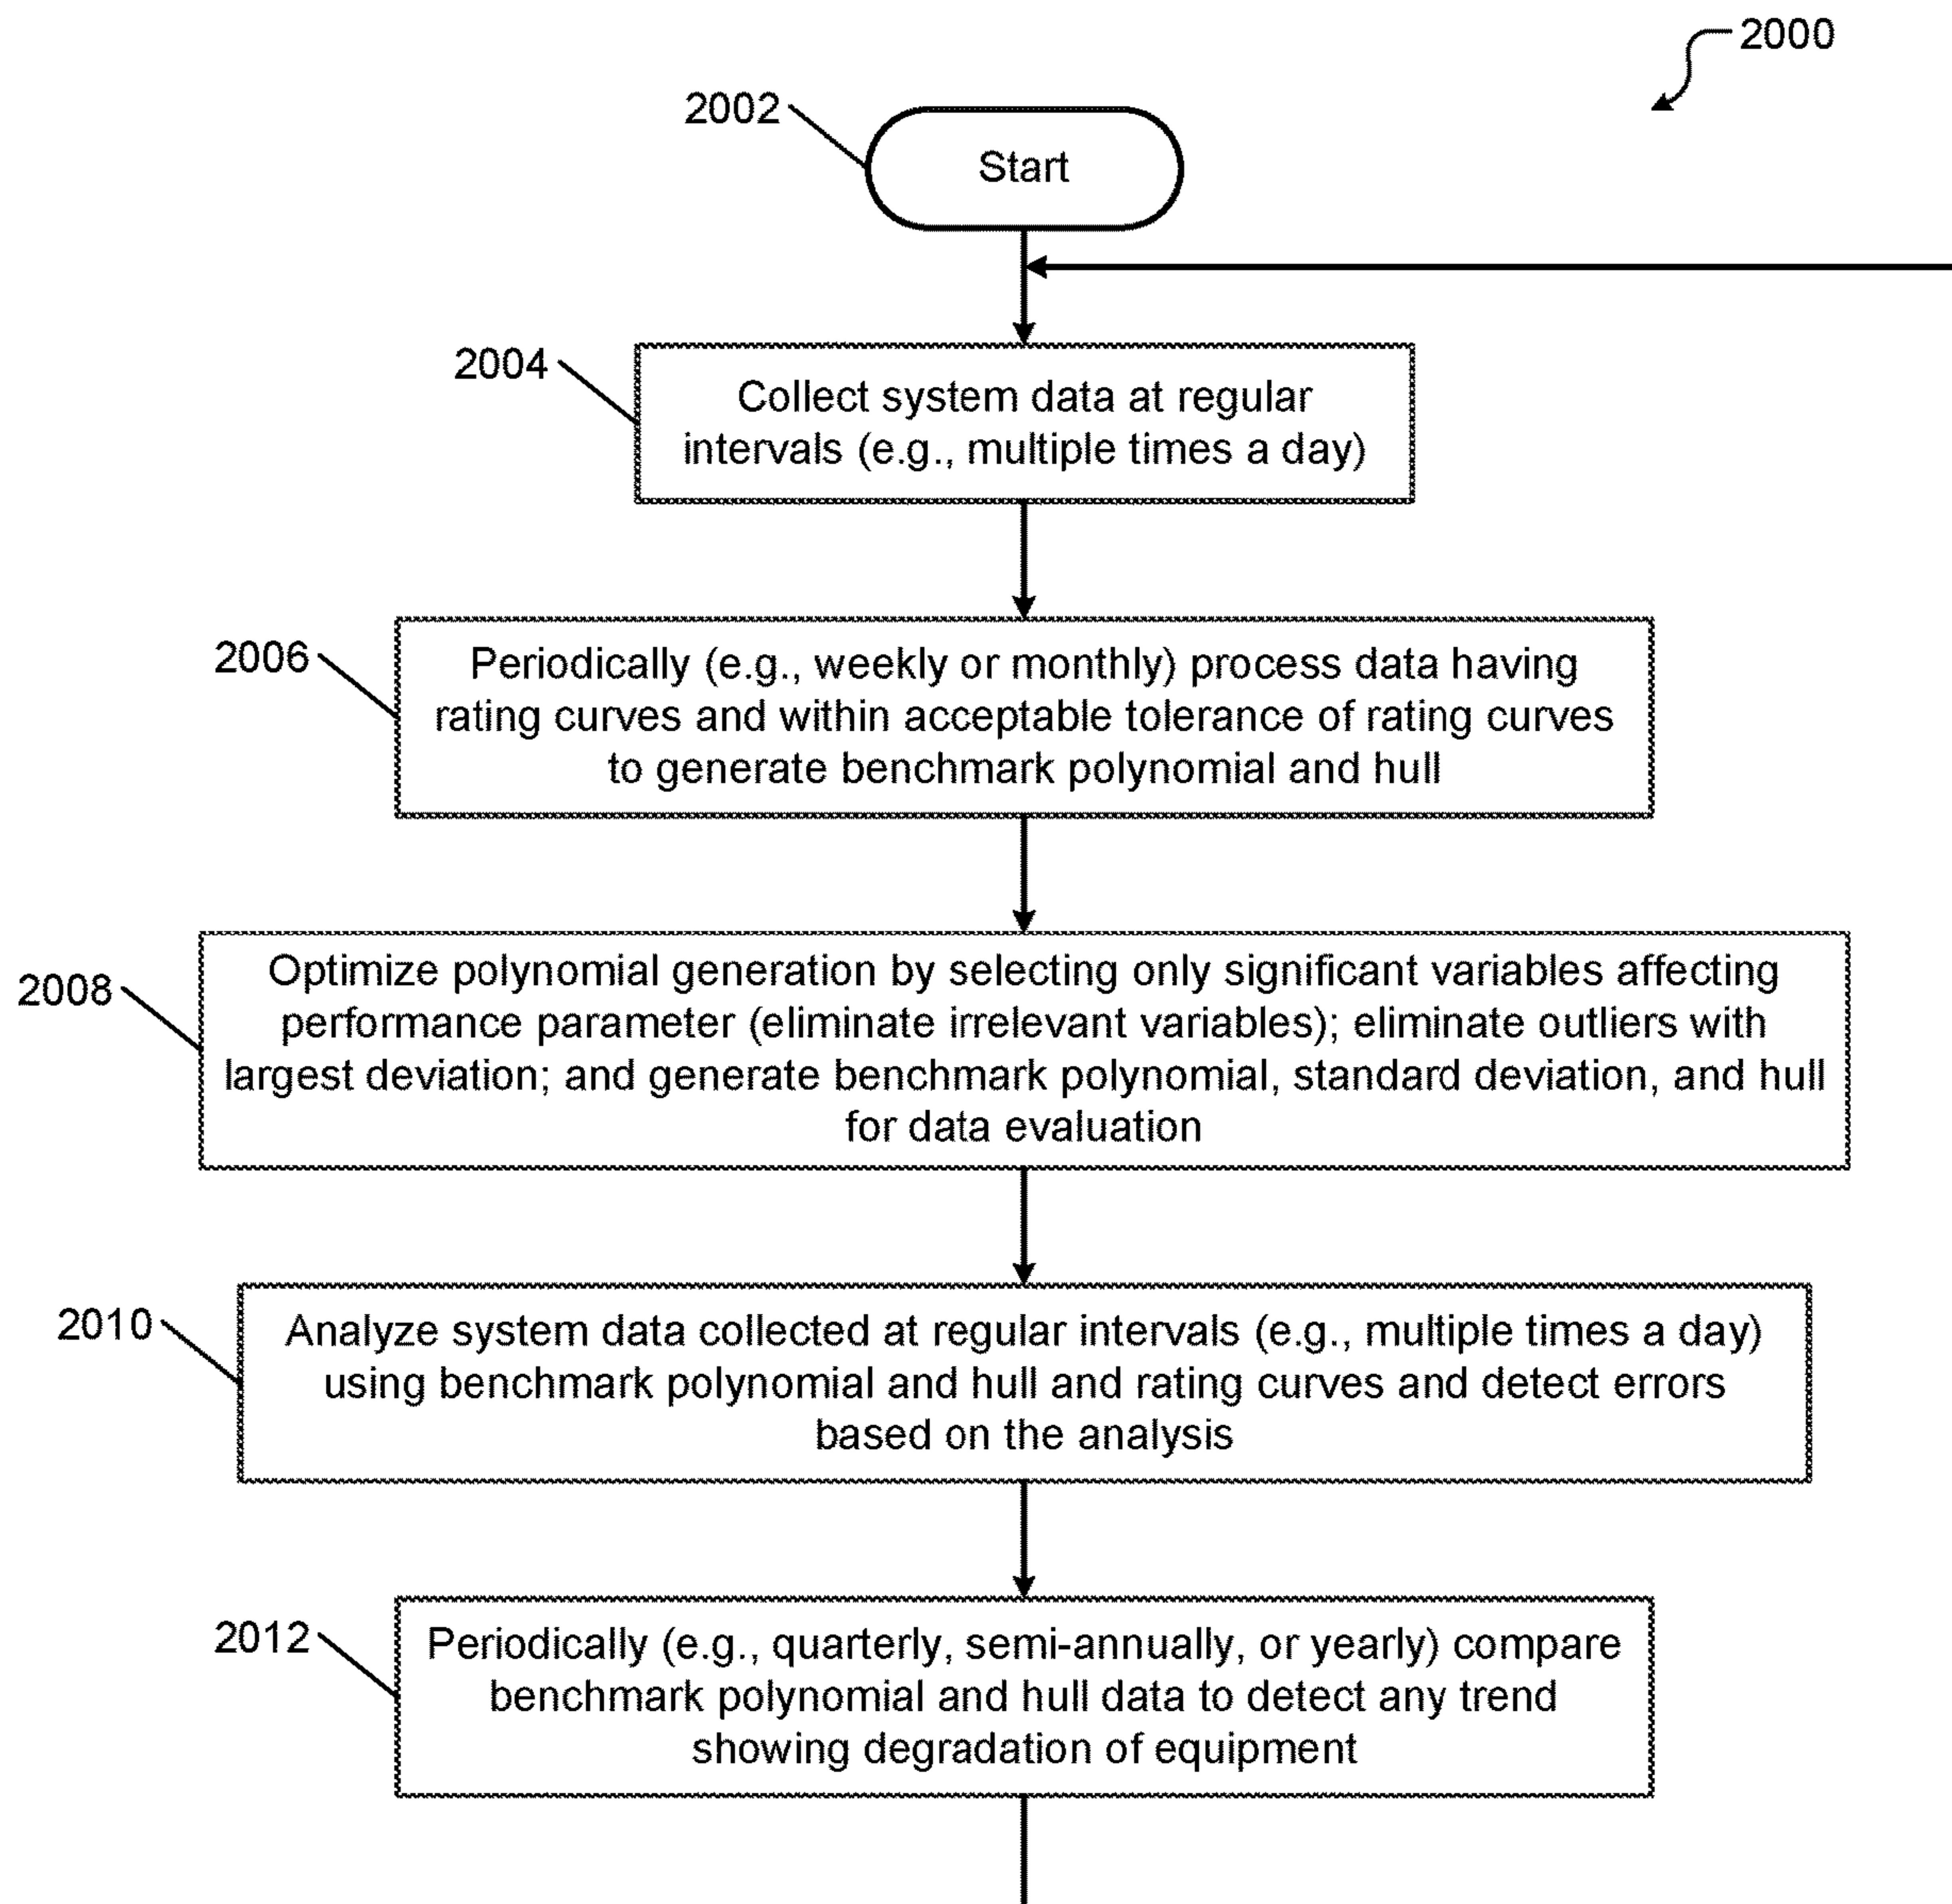 2000
2002
Start
2004
Collect system data at regular
intervals (e.g., multiple times a day)
2006
Periodically (e.g., weekly or monthly) process data having
rating curves and within acceptable tolerance of rating curves
to generate benchmark polynomial and hull
2008
Optimize polynomial generation by selecting only significant variables affecting
performance parameter (eliminate irrelevant variables); eliminate outliers with
largest deviation; and generate benchmark polynomial, standard deviation, and hull
for data evaluation
2010
Analyze system data collected at regular intervals (e.g., multiple times a day)
using benchmark polynomial and hull and rating curves and detect errors
based on the analysis
2012
Periodically (e.g., quarterly, semi-annually, or yearly) compare
benchmark polynomial and hull data to detect any trend
showing degradation of equipment